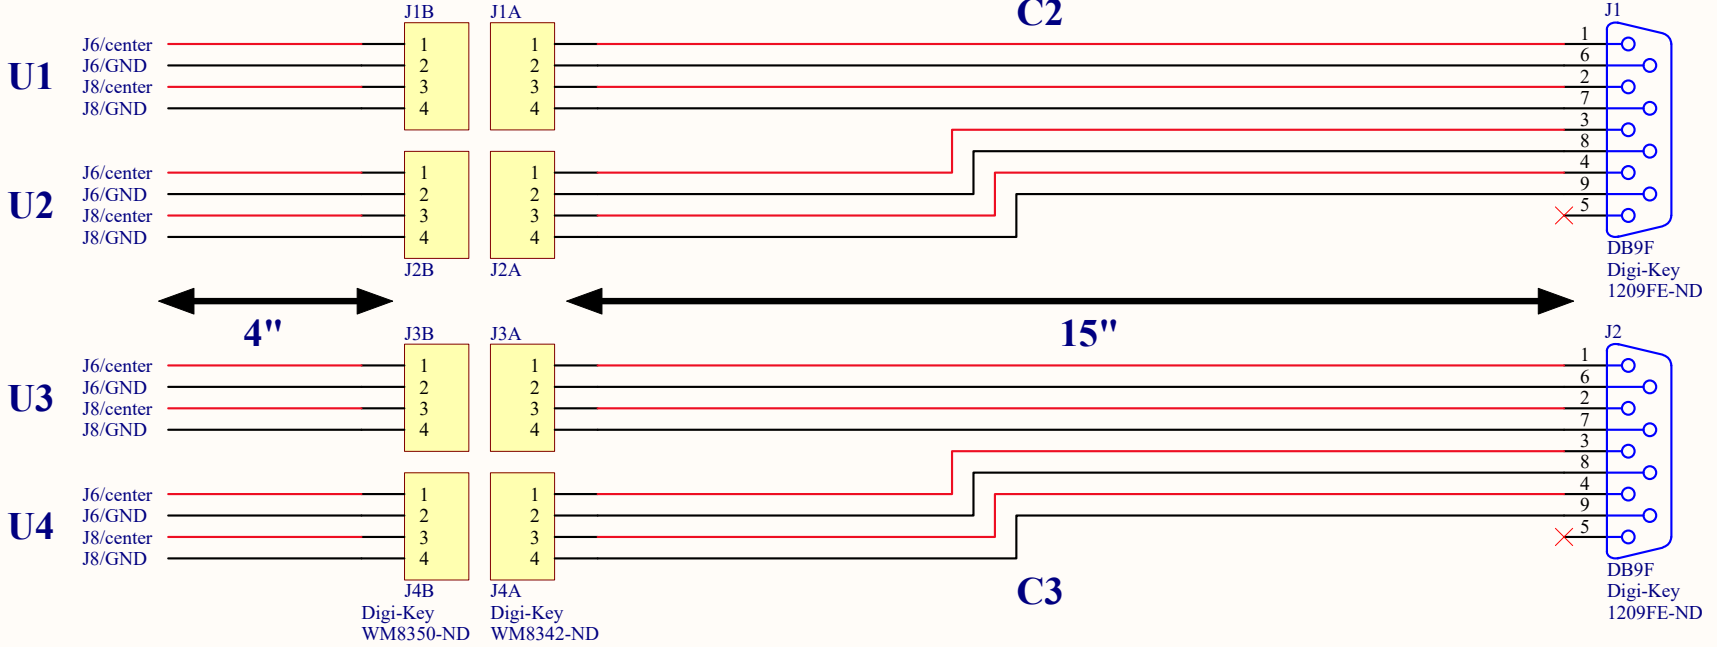 C2
J1B
J1A
J1
U1
J6/center
J6/GND
J8/center
J8/GND
1
2
3
4
1
2
3
4
1
6
2
7
3
8
4
9
5
U2
J6/center
J6/GND
J8/center
J8/GND
1
2
3
4
1
2
3
4
J2B
J2A
DB9F
Digi-Key
1209FE-ND
4"
15"
J3B
J3A
J2
U3
J6/center
J6/GND
J8/center
J8/GND
1
2
3
4
1
2
3
4
1
6
2
7
3
8
4
9
5
U4
J6/center
J6/GND
J8/center
J8/GND
1
2
3
4
1
2
3
4
J4B
Digi-Key
WM8350-ND
J4A
Digi-Key
WM8342-ND
C3
DB9F
Digi-Key
1209FE-ND